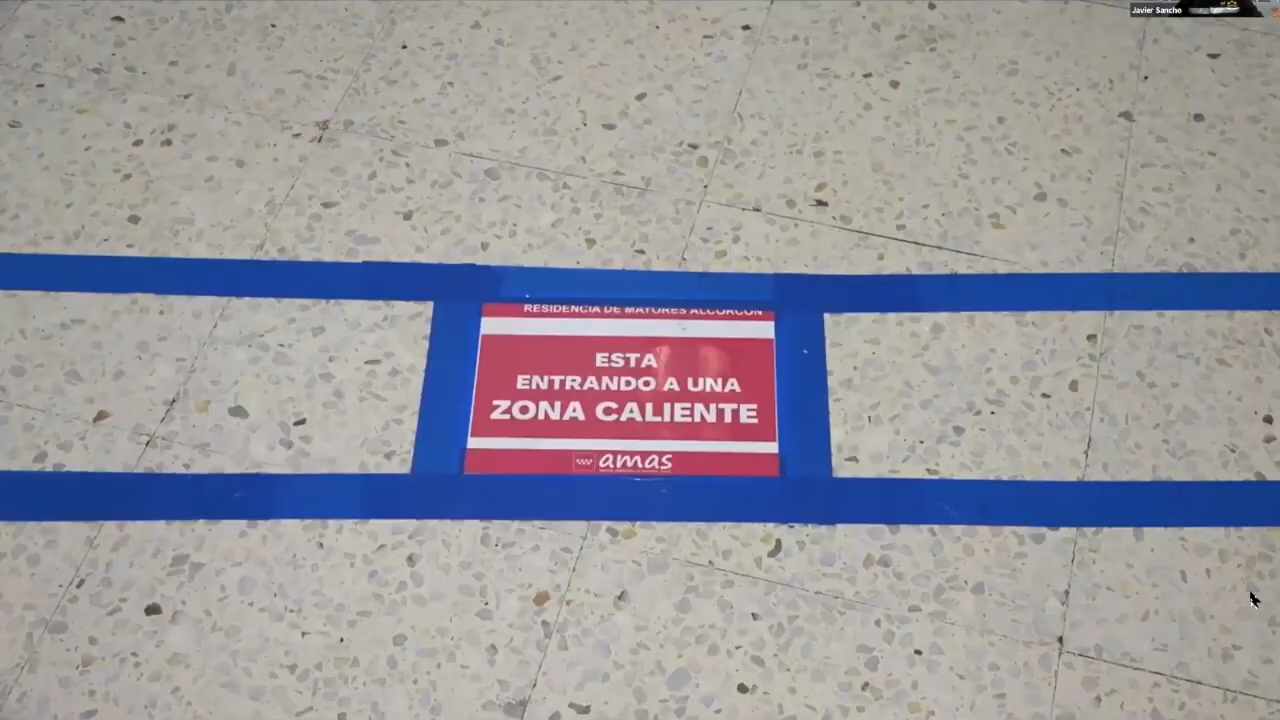 Javier Sancho
RESIDENCIA DE MAYORES ALCORCÓN
ESTA
ENTRANDO A UNA
ZONA CALIENTE
amas